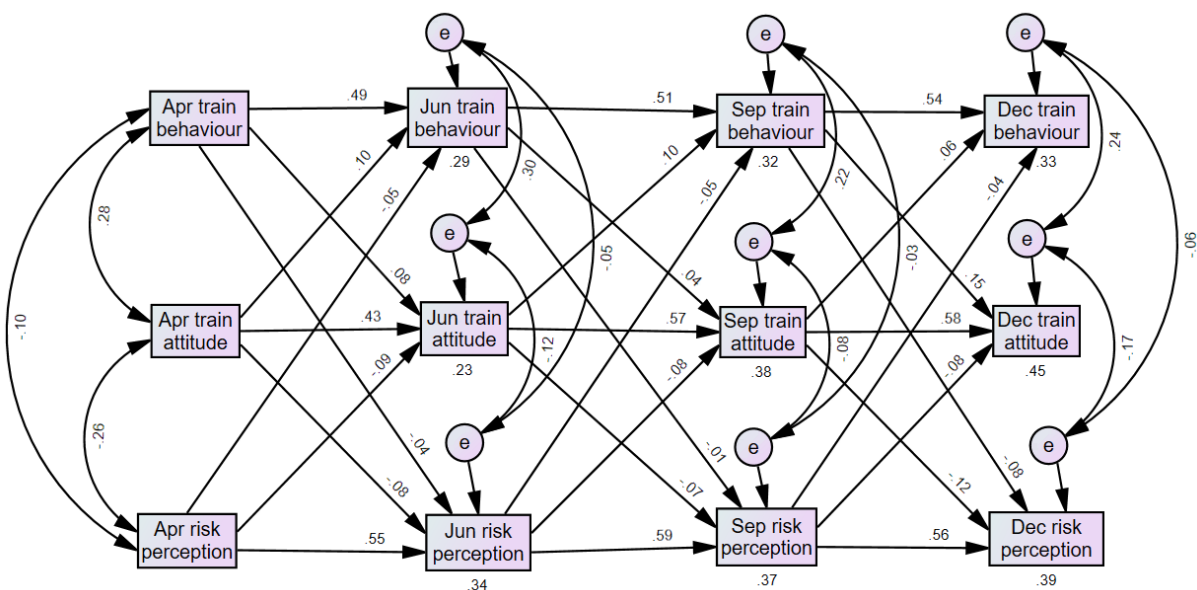 e
e
e
Apr train
behaviour
.49
Jun train
behaviour
.29
.51
Sep train
behaviour
.32
.54
Dec train
behaviour
.33
.10
.30
.10
.22
.06
.24
-.05
-.05
-.04
.28
-.10
.08
-.05
.04
-.03
.15
-.06
e
e
e
Apr train
attitude
.43
Jun train
attitude
.23
.57
Sep train
attitude
.38
.58
Dec train
attitude
.45
-.09
-.12
-.08
-.08
-.08
-.17
-.26
-.04
-.08
-.01
-.07
-.08
-.12
e
e
e
Apr risk
perception
.55
Jun risk
perception
.34
.59
Sep risk
perception
.37
.56
Dec risk
perception
.39